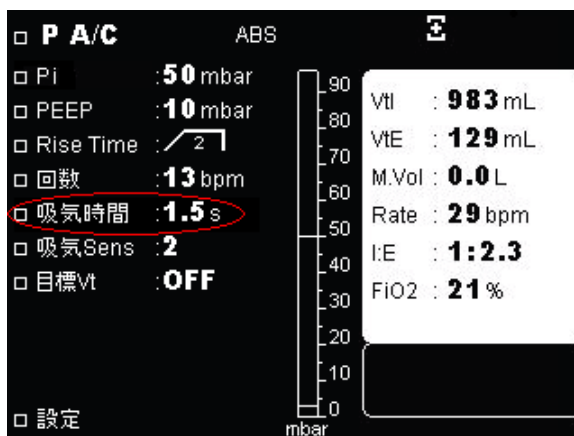 P A/C ABS
Pi :50 mbar
PEEP :10 mbar
Rise Time : 2
回数 :13 bpm
吸気時間 :1.5 s
吸気Sens :2
目標Vt :OFF
設定
90
80
70
60
50
40
30
20
10
0
mbar
VtI : 983 mL
VtE : 129 mL
M.Vol : 0.0 L
Rate : 29 bpm
I:E : 1:2.3
FiO2 : 21 %